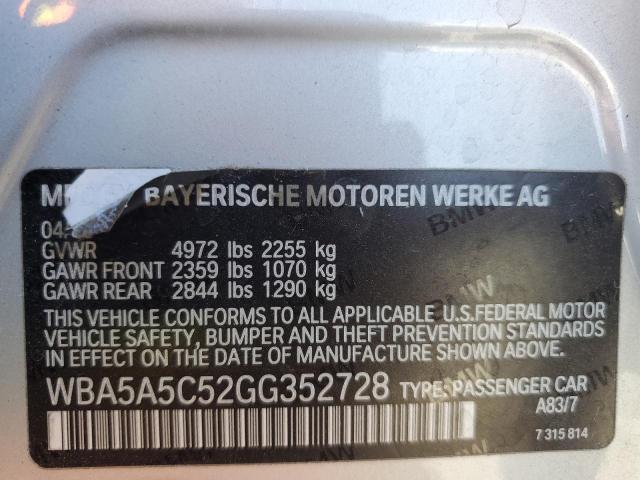 BAYERISCHE MOTOREN WERKE AG
GVWR 4972 lbs 2255 kg
GAWR FRONT 2359 lbs 1070 kg
GAWR REAR 2844 lbs 1290 kg
THIS VEHICLE CONFORMS TO ALL APPLICABLE U.S.FEDERAL MOTOR
VEHICLE SAFETY, BUMPER AND THEFT PREVENTION STANDARDS
IN EFFECT ON THE DATE OF MANUFACTURE SHOWN ABOVE.
WBA5A5C52GG352728 TYPE: PASSENGER CAR
A83/7
7 315 814